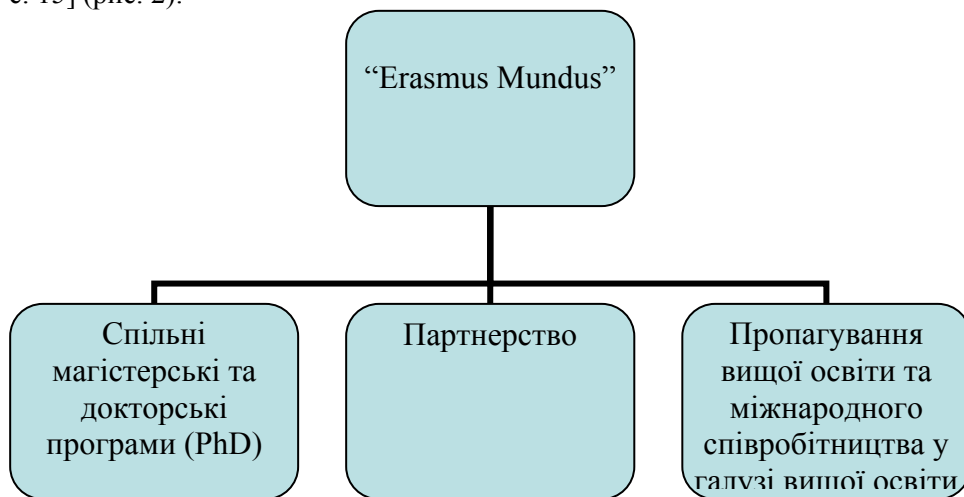 с. 15] (рис. 2).
“Erasmus Mundus”
Спільні
магістерські та
докторські
програми (PhD)
Партнерство
Пропагування
вищої освіти та
міжнародного
співробітництва у
галузі вищої освіти